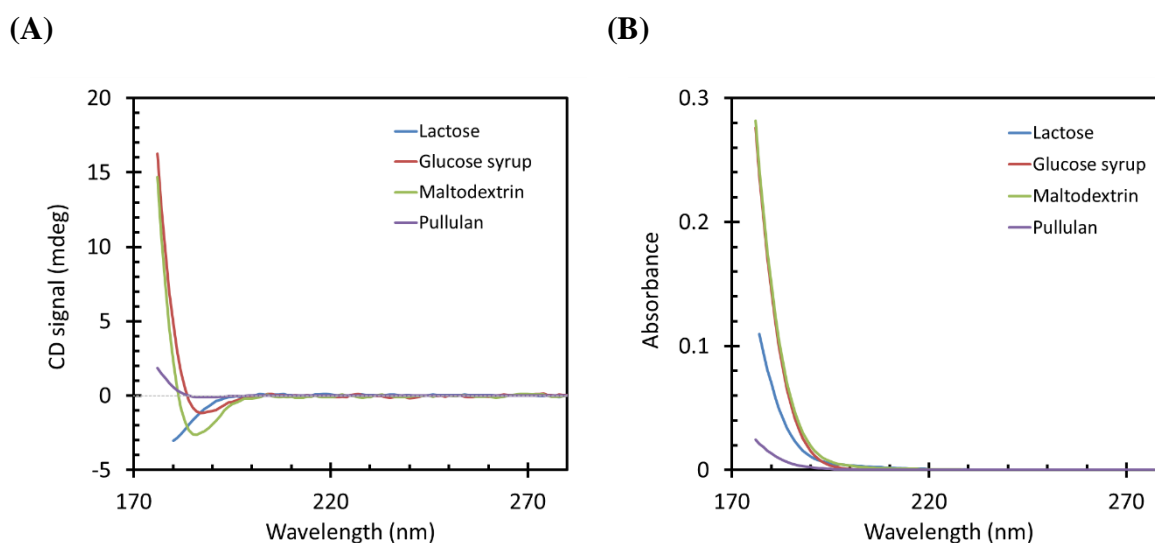 (A)
CD signal (mdeg)
20
15
10
5
0
-5
170
220
270
Wavelength (nm)
Lactose
Glucose syrup
Maltodextrin
Pullulan
(B)
Absorbance
0.3
0.2
0.1
0
170
220
270
Wavelength (nm)
Lactose
Glucose syrup
Maltodextrin
Pullulan